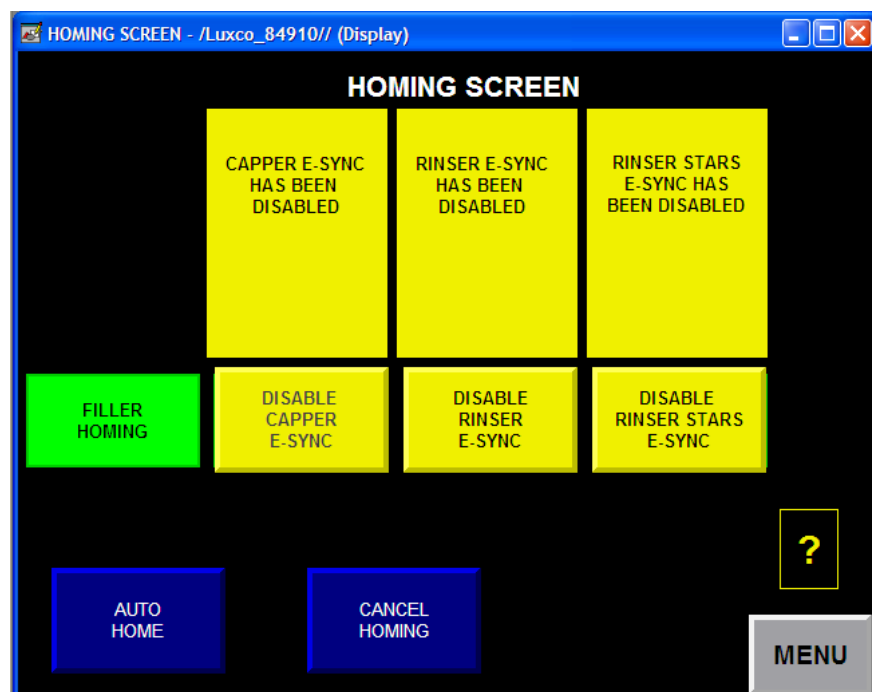 HOMING SCREEN - /Luxco_84910// (Display)
HOMING SCREEN
CAPPER E-SYNC
HAS BEEN
DISABLED
RINSER E-SYNC
HAS BEEN
DISABLED
RINSER STARS
E-SYNC HAS
BEEN DISABLED
FILLER
HOMING
DISABLE
CAPPER
E-SYNC
DISABLE
RINSER
E-SYNC
DISABLE
RINSER STARS
E-SYNC
?
AUTO
HOME
CANCEL
HOMING
MENU